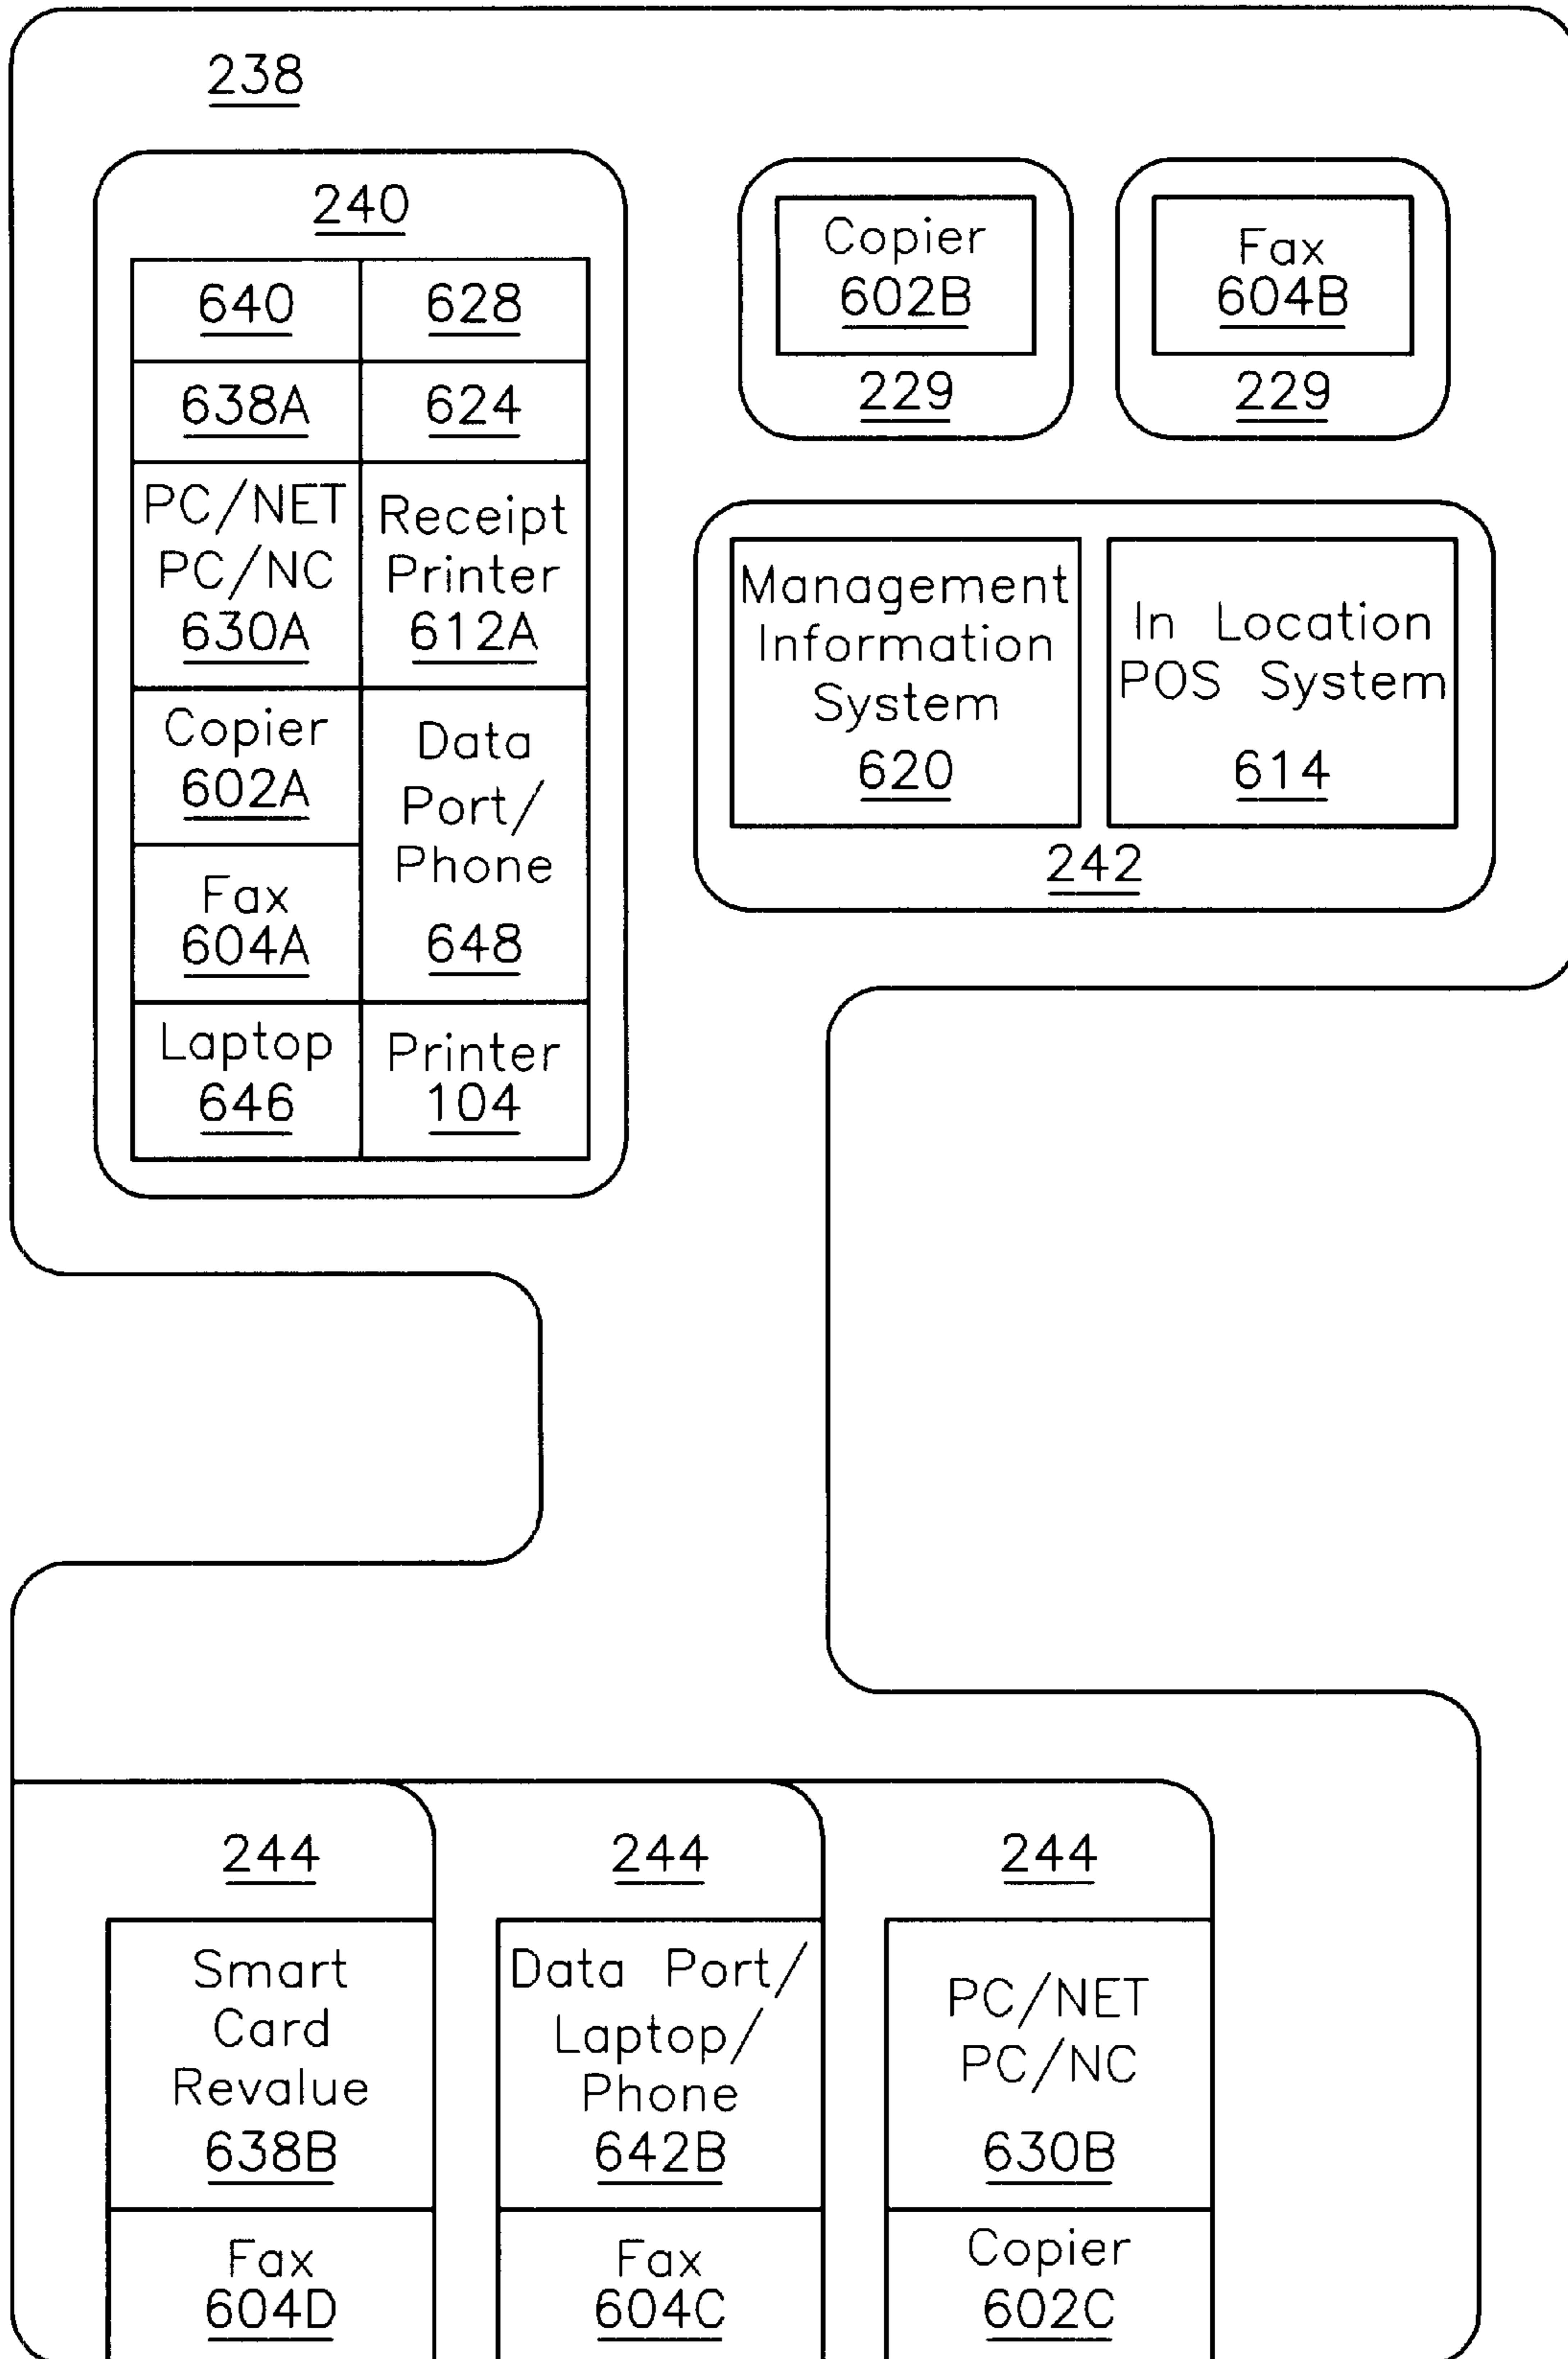 238
240
640
628
638A
624
PC/NET
PC/NC
630A
Receipt
Printer
612A
Copier
602A
Data
Port/
Phone
648
Fax
604A
Laptop
646
Printer
104
Copier
602B
229
Fax
604B
229
Management
Information
System
620
In Location
POS System
614
242
244
Smart
Card
Revalue
638B
Fax
604D
244
Data Port/
Laptop/
Phone
642B
Fax
604C
244
PC/NET
PC/NC
630B
Copier
602C